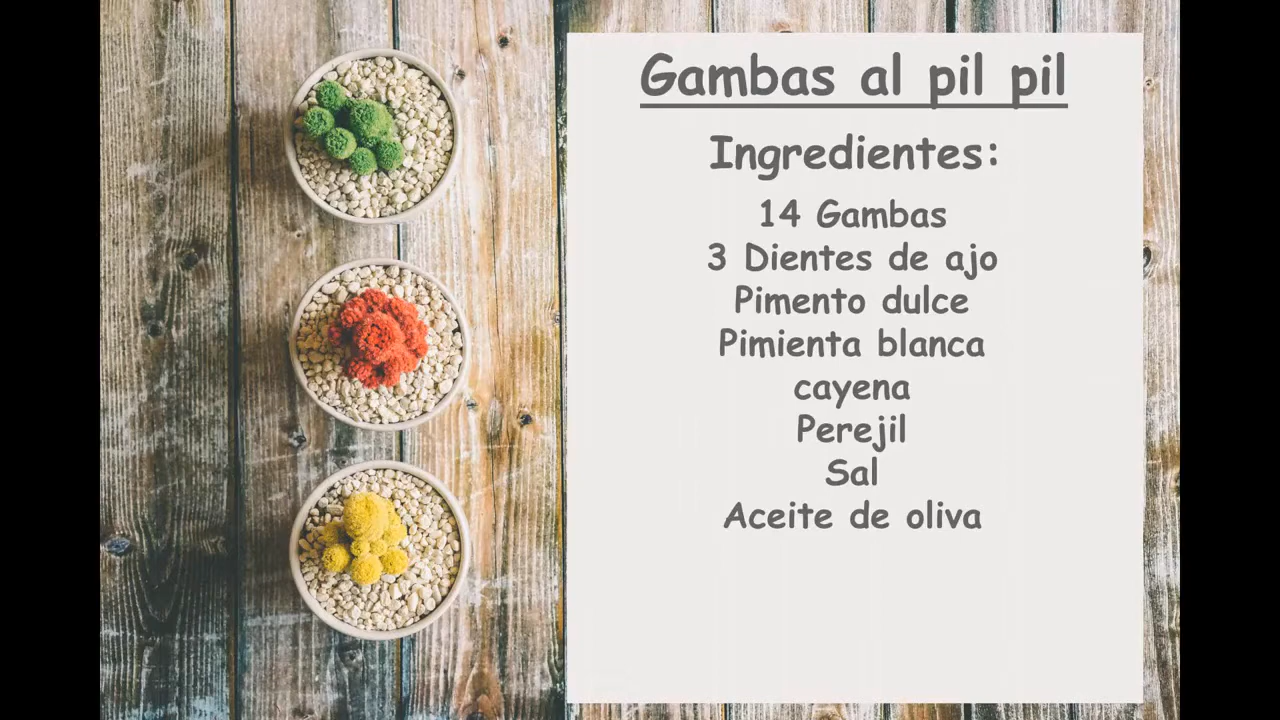 Gambas al pil pil
Ingredientes:
14 Gambas
3 Dientes de ajo
Pimento dulce
Pimienta blanca
cayena
Perejil
Sal
Aceite de oliva